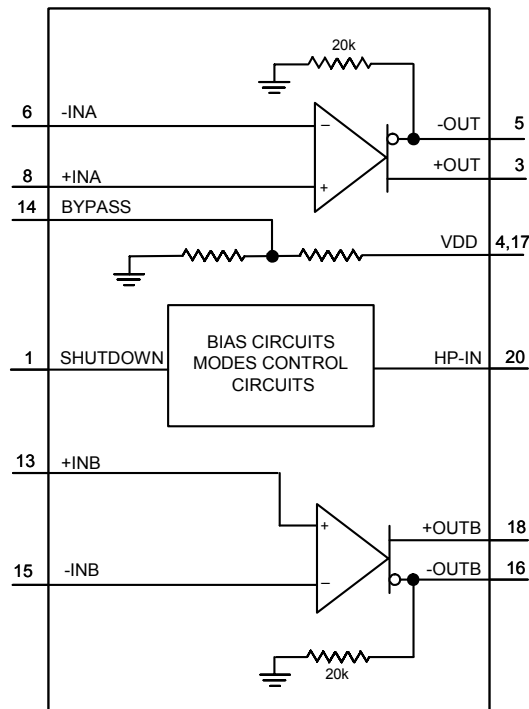 20k
6 -INA -OUT 5
+OUT 3
8 +INA
14 BYPASS
VDD 4,17
BIAS CIRCUITS
MODES CONTROL
CIRCUITS
1 SHUTDOWN HP-IN 20
13 +INB
+OUTB 18
15 -INB -OUTB 16
20k
− +
+ −